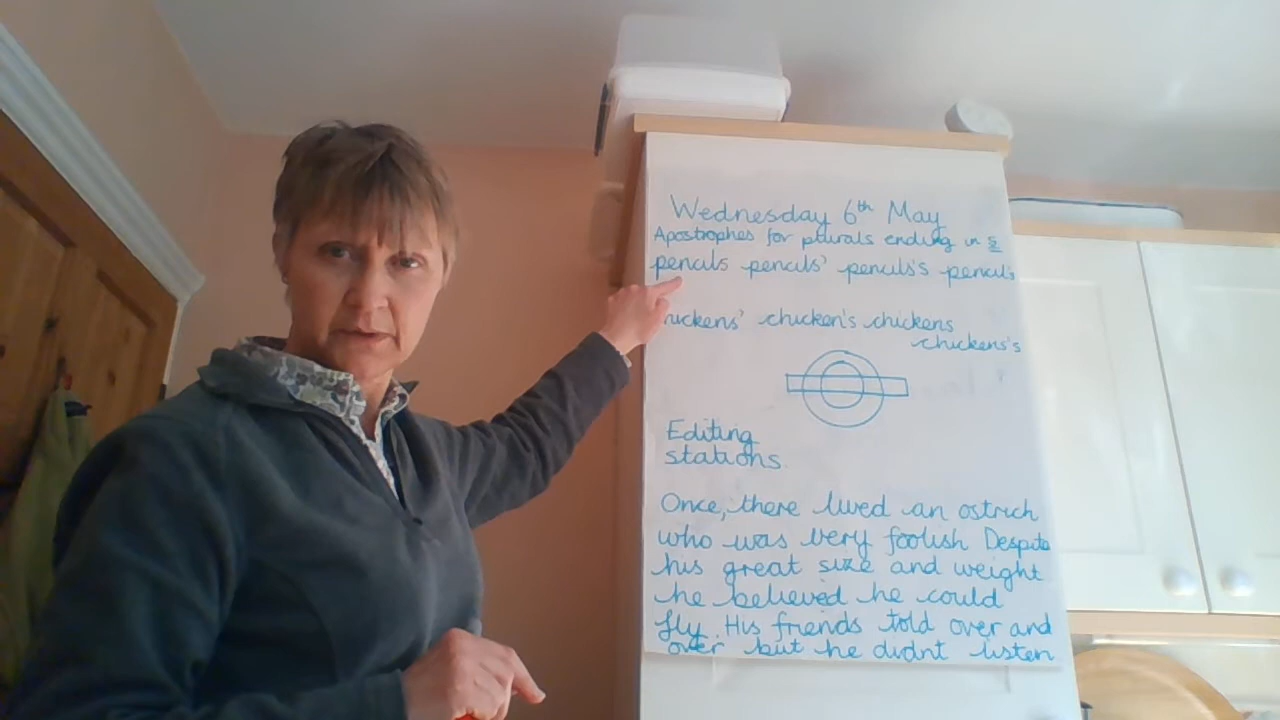 Wednesday 6th May
Apostrophes for plurals ending in s
pencils pencils' pencils's pencil's
hickens' chicken's chickens
chickens's
Editing
stations.
Once, there lived an ostrich
who was very foolish Despite
his great size and weight
he believed he could
fly. His friends told over and
over but he didn't listen